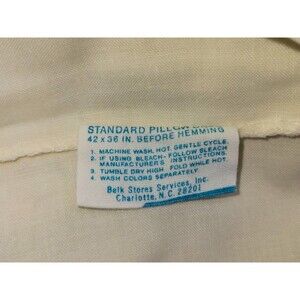 STANDARD PILLOW
42 x 36 IN. BEFORE HEMMING
1. MACHINE WASH, HOT, GENTLE CYCLE.
2. IF USING BLEACH-FOLLOW BLEACH
MANUFACTURERS INSTRUCTIONS.
3. TUMBLE DRY HIGH. FOLD WHILE HOT.
4. WASH COLORS SEPARATELY
Belk Stores Services, Inc.
Charlotte, N.C. 28201